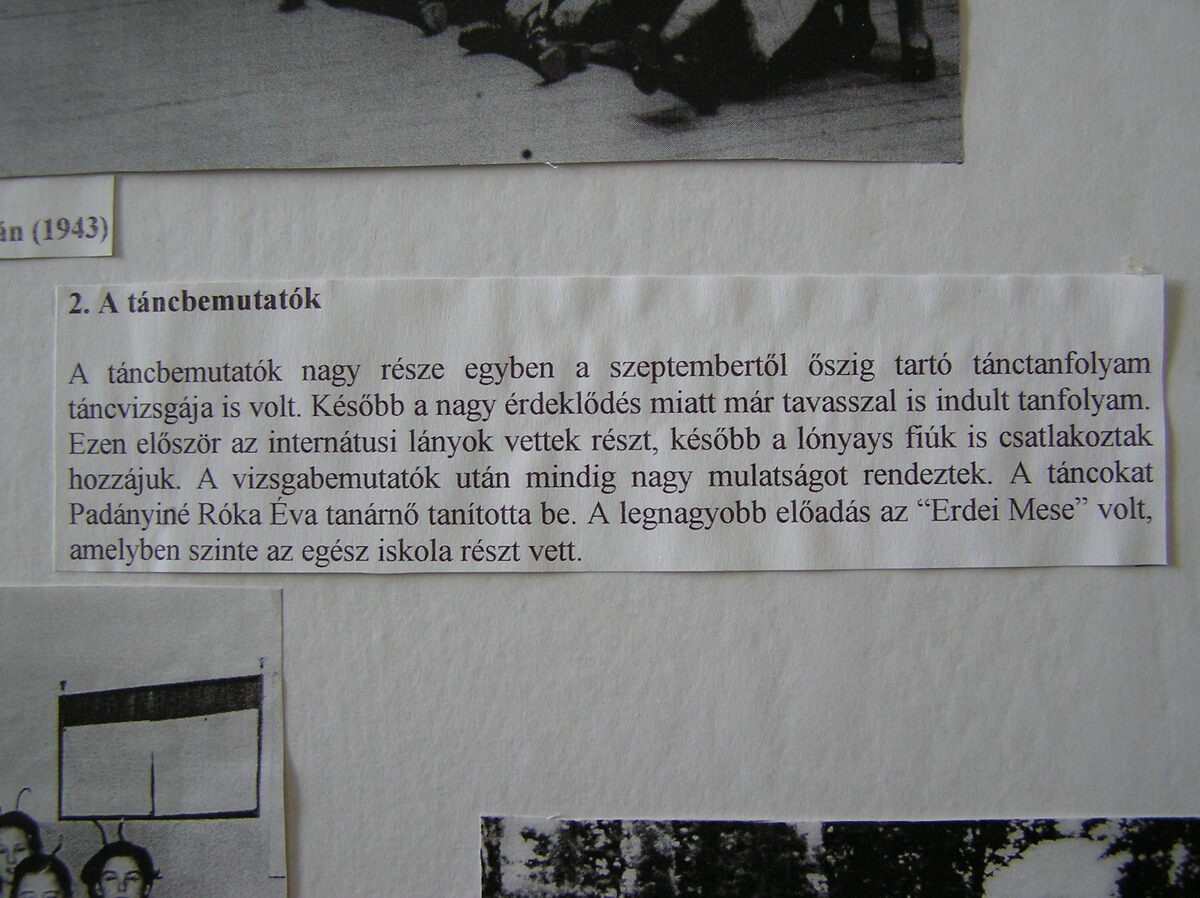 (1943)
2. A táncbemutatók
A táncbemutatók nagy része egyben a szeptembertől őszig tartó tánctanfolyam
táncvizsgája is volt. Később a nagy érdeklődés miatt már tavasszal is indult tanfolyam.
Ezen először az internátusi lányok vettek részt, később a lónyays fiúk is csatlakoztak
hozzájuk. A vizsgabemutatók után mindig nagy mulatságot rendeztek. A táncokat
Padányiné Róka Éva tanárnő tanította be. A legnagyobb előadás az “Erdei Mese” volt,
amelyben szinte az egész iskola részt vett.